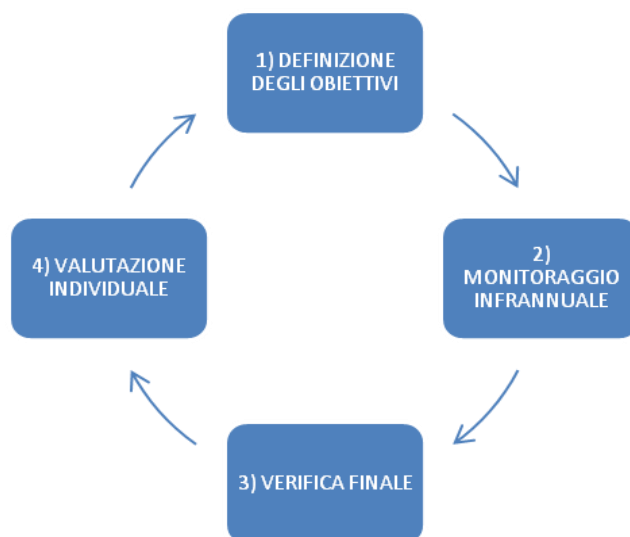 1) DEFINIZIONE
DEGLI OBIETTIVI
2)
MONITORAGGIO
INFRANNUALE
3) VERIFICA FINALE
4) VALUTAZIONE
INDIVIDUALE